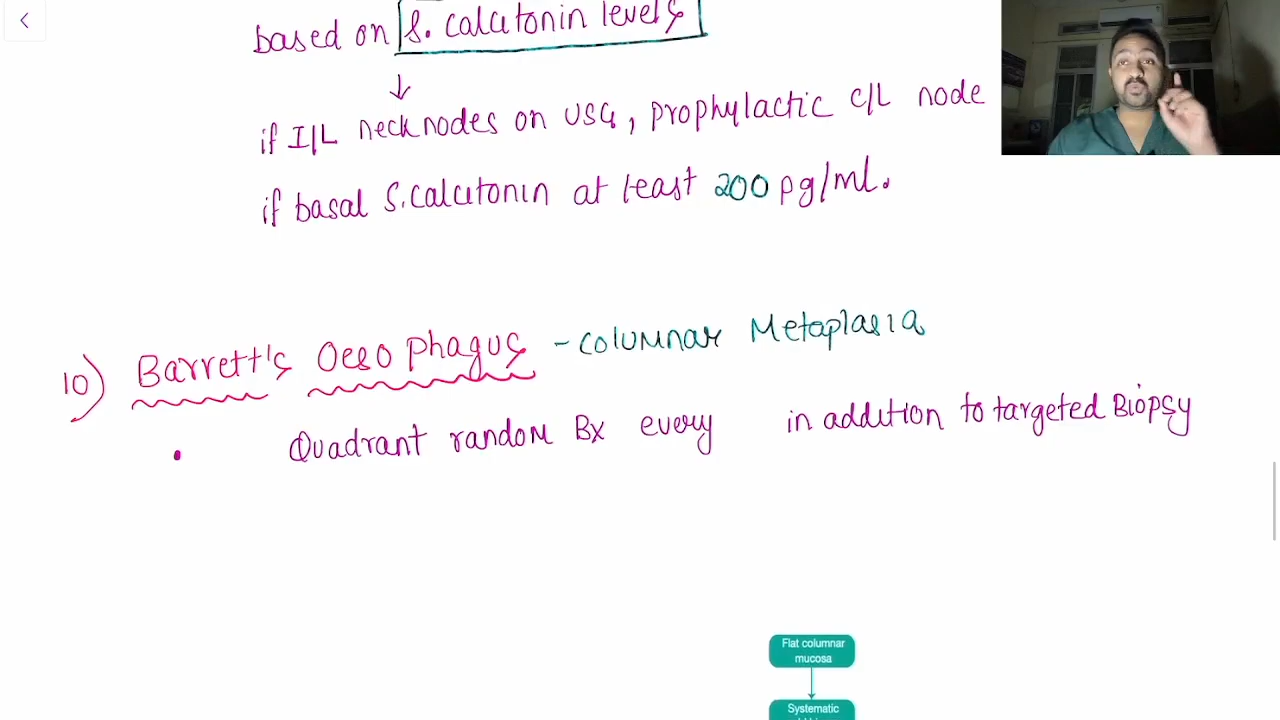 based on S. Calcitonin levels
↓
if I/L neck nodes on USG, prophylactic C/L node
if basal S. Calcitonin at least 200 pg/ml.
10) Barrett's Oesophagus - columnar Metaplasia
• Quadrant random Bx every in addition to targeted Biopsy
Flat columnar
mucosa
Systematic